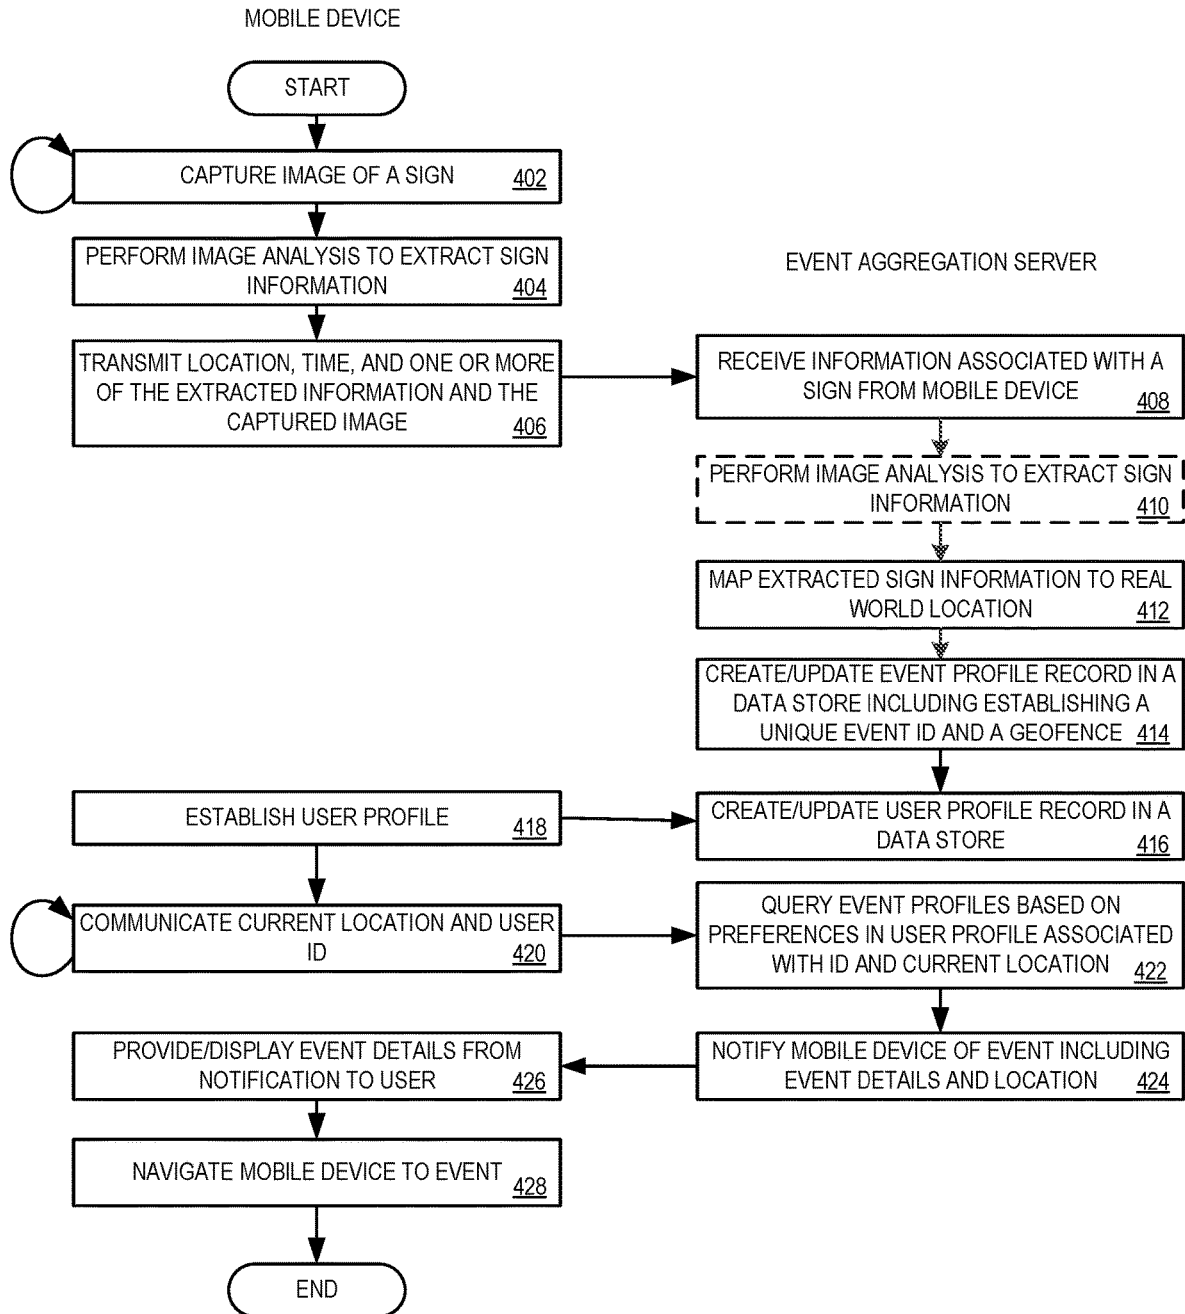 MOBILE DEVICE
START
CAPTURE IMAGE OF A SIGN 402
PERFORM IMAGE ANALYSIS TO EXTRACT SIGN
INFORMATION 404
EVENT AGGREGATION SERVER
TRANSMIT LOCATION, TIME, AND ONE OR MORE
OF THE EXTRACTED INFORMATION AND THE
CAPTURED IMAGE 406
RECEIVE INFORMATION ASSOCIATED WITH A
SIGN FROM MOBILE DEVICE 408
PERFORM IMAGE ANALYSIS TO EXTRACT SIGN
INFORMATION 410
MAP EXTRACTED SIGN INFORMATION TO REAL
WORLD LOCATION 412
CREATE/UPDATE EVENT PROFILE RECORD IN A
DATA STORE INCLUDING ESTABLISHING A
UNIQUE EVENT ID AND A GEOFENCE 414
ESTABLISH USER PROFILE 418
CREATE/UPDATE USER PROFILE RECORD IN A
DATA STORE 416
COMMUNICATE CURRENT LOCATION AND USER
ID 420
QUERY EVENT PROFILES BASED ON
PREFERENCES IN USER PROFILE ASSOCIATED
WITH ID AND CURRENT LOCATION 422
PROVIDE/DISPLAY EVENT DETAILS FROM
NOTIFICATION TO USER 426
NOTIFY MOBILE DEVICE OF EVENT INCLUDING
EVENT DETAILS AND LOCATION 424
NAVIGATE MOBILE DEVICE TO EVENT 428
END